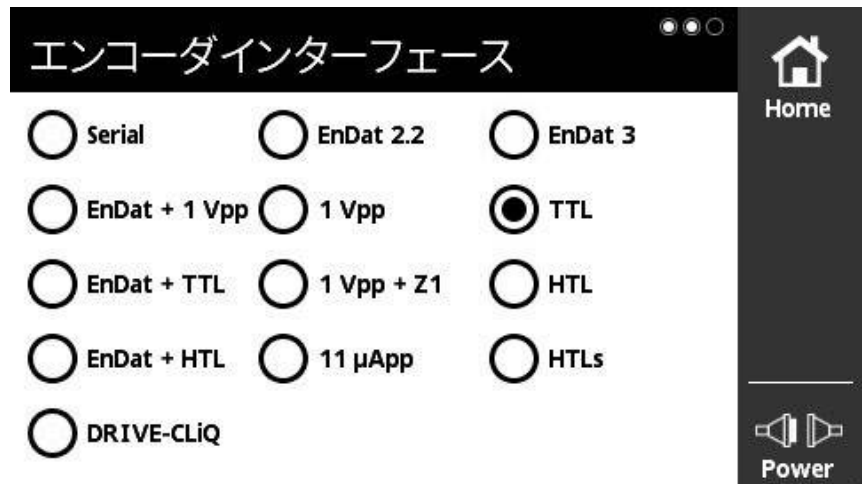 エンコーダインターフェース
Home
Serial EnDat 2.2 EnDat 3
EnDat + 1 Vpp 1 Vpp TTL
EnDat + TTL 1 Vpp + Z1 HTL
EnDat + HTL 11 µApp HTLs
DRIVE-CLiQ
Power